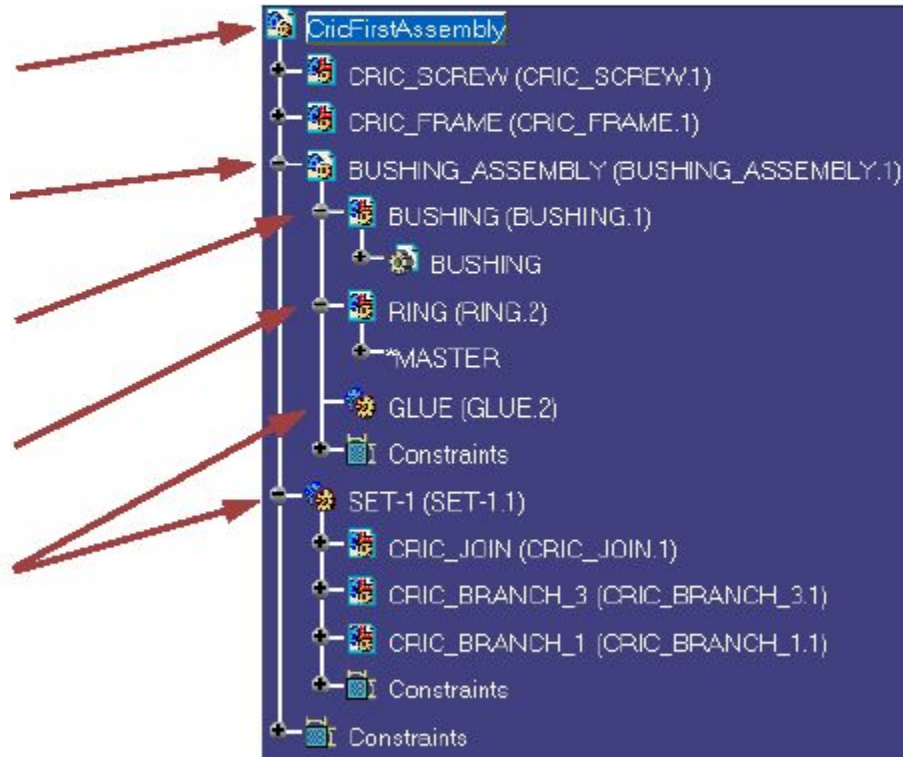 CricFirstAssembly
CRIC_SCREW (CRIC_SCREW.1)
CRIC_FRAME (CRIC_FRAME.1)
BUSHING_ASSEMBLY (BUSHING_ASSEMBLY.1)
BUSHING (BUSHING.1)
BUSHING
RING (RING.2)
*MASTER
GLUE (GLUE.2)
Constraints
SET-1 (SET-1.1)
CRIC_JOIN (CRIC_JOIN.1)
CRIC_BRANCH_3 (CRIC_BRANCH_3.1)
CRIC_BRANCH_1 (CRIC_BRANCH_1.1)
Constraints
Constraints